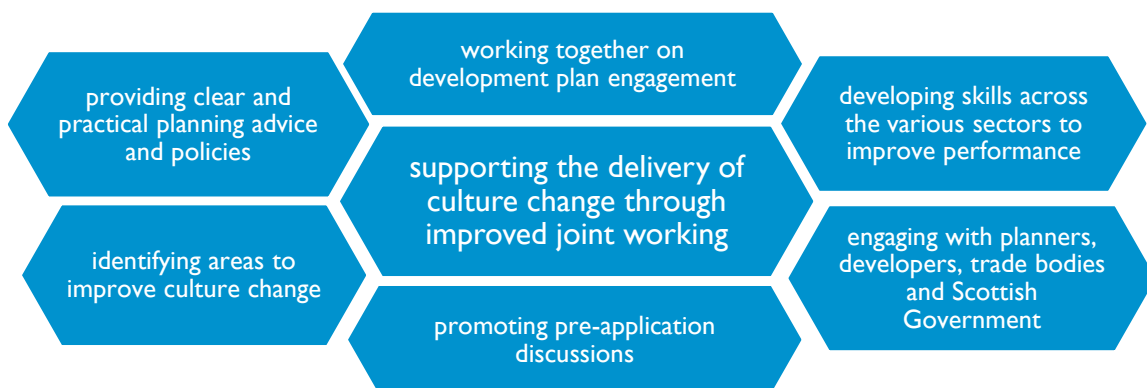 working together on
development plan engagement
providing clear and
practical planning advice
and policies
developing skills across
the various sectors to
improve performance
supporting the delivery of
culture change through
improved joint working
identifying areas to
improve culture change
engaging with planners,
developers, trade bodies
and Scottish
Government
promoting pre-application
discussions